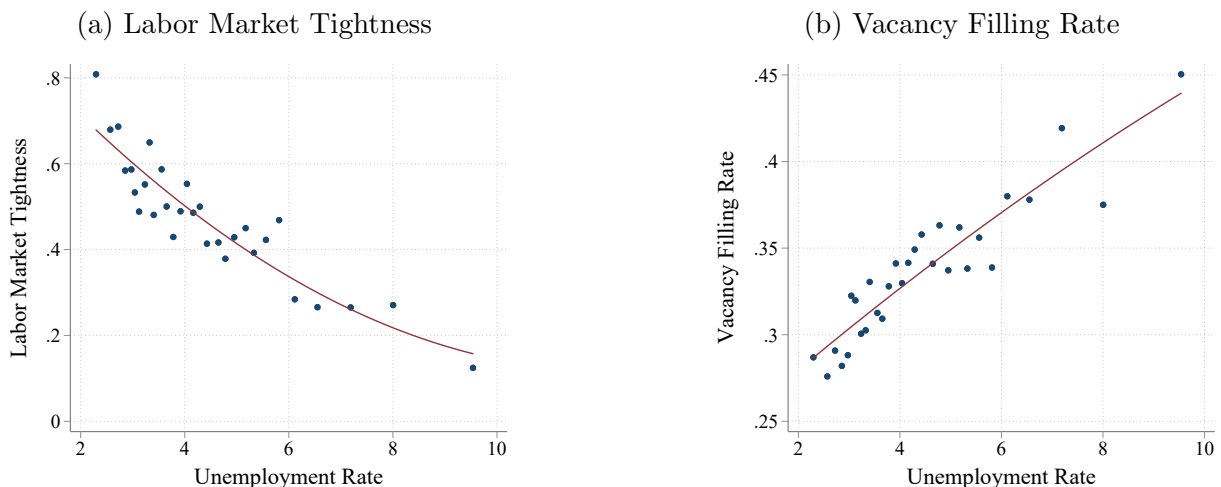 (a) Labor Market Tightness
.8
.6
.4
.2
0
Labor Market Tightness
2 4 6 8 10
Unemployment Rate
(b) Vacancy Filling Rate
.45
.4
.35
.3
.25
Vacancy Filling Rate
2 4 6 8 10
Unemployment Rate